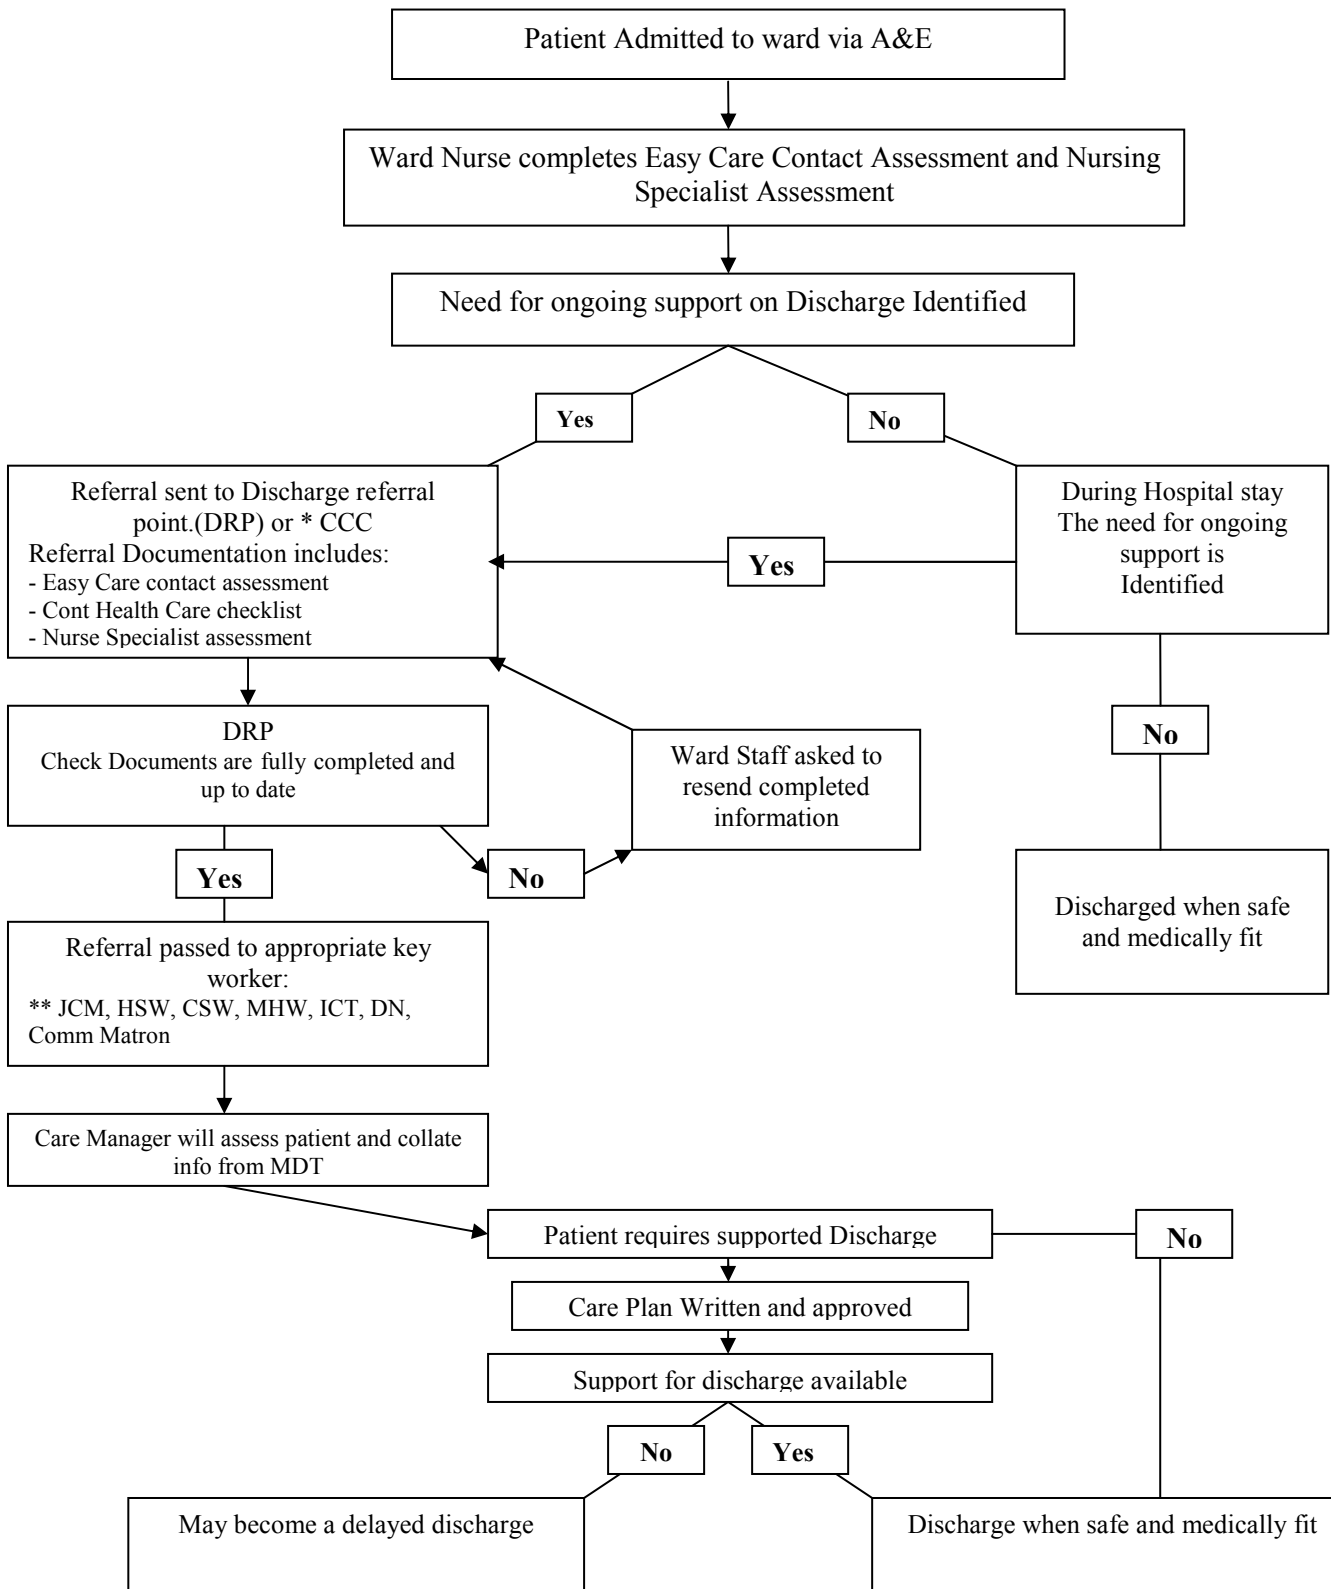 Patient Admitted to ward via A&E
Ward Nurse completes Easy Care Contact Assessment and Nursing
Specialist Assessment
Need for ongoing support on Discharge Identified
Yes
No
Referral sent to Discharge referral
point.(DRP) or * CCC
Referral Documentation includes:
- Easy Care contact assessment
- Cont Health Care checklist
- Nurse Specialist assessment
Yes
During Hospital stay
The need for ongoing
support is
Identified
DRP
Check Documents are fully completed and
up to date
Ward Staff asked to
resend completed
information
No
Yes
No
Discharged when safe
and medically fit
Referral passed to appropriate key
worker:
** JCM, HSW, CSW, MHW, ICT, DN,
Comm Matron
Care Manager will assess patient and collate
info from MDT
Patient requires supported Discharge
No
Care Plan Written and approved
Support for discharge available
No
Yes
May become a delayed discharge
Discharge when safe and medically fit